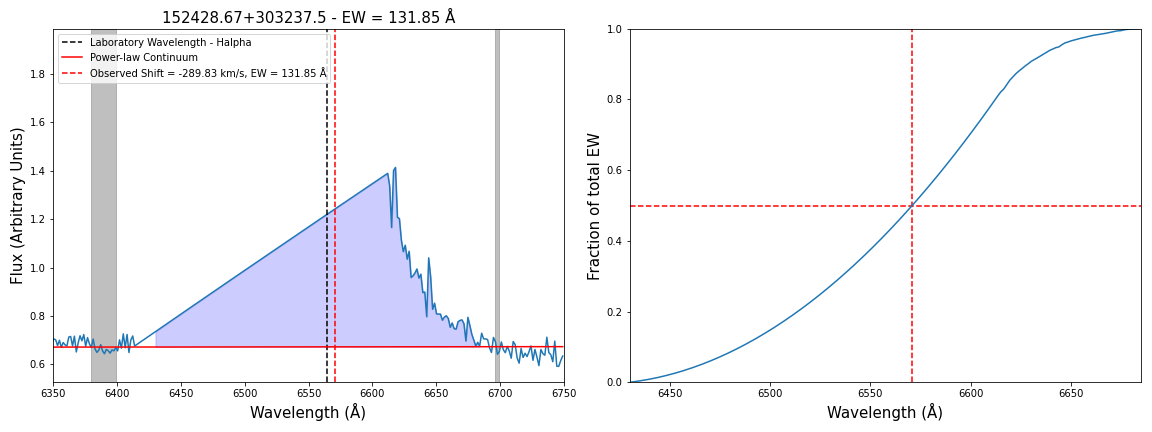 152428.67+303237.5 - EW = 131.85 Å
Laboratory Wavelength - Halpha
Power-law Continuum
Observed Shift = -289.83 km/s, EW = 131.85 Å
Flux (Arbitrary Units)
1.8
1.6
1.4
1.2
1.0
0.8
0.6
6350 6400 6450 6500 6550 6600 6650 6700 6750
Wavelength (Å)
Fraction of total EW
1.0
0.8
0.6
0.4
0.2
0.0
6450 6500 6550 6600 6650
Wavelength (Å)